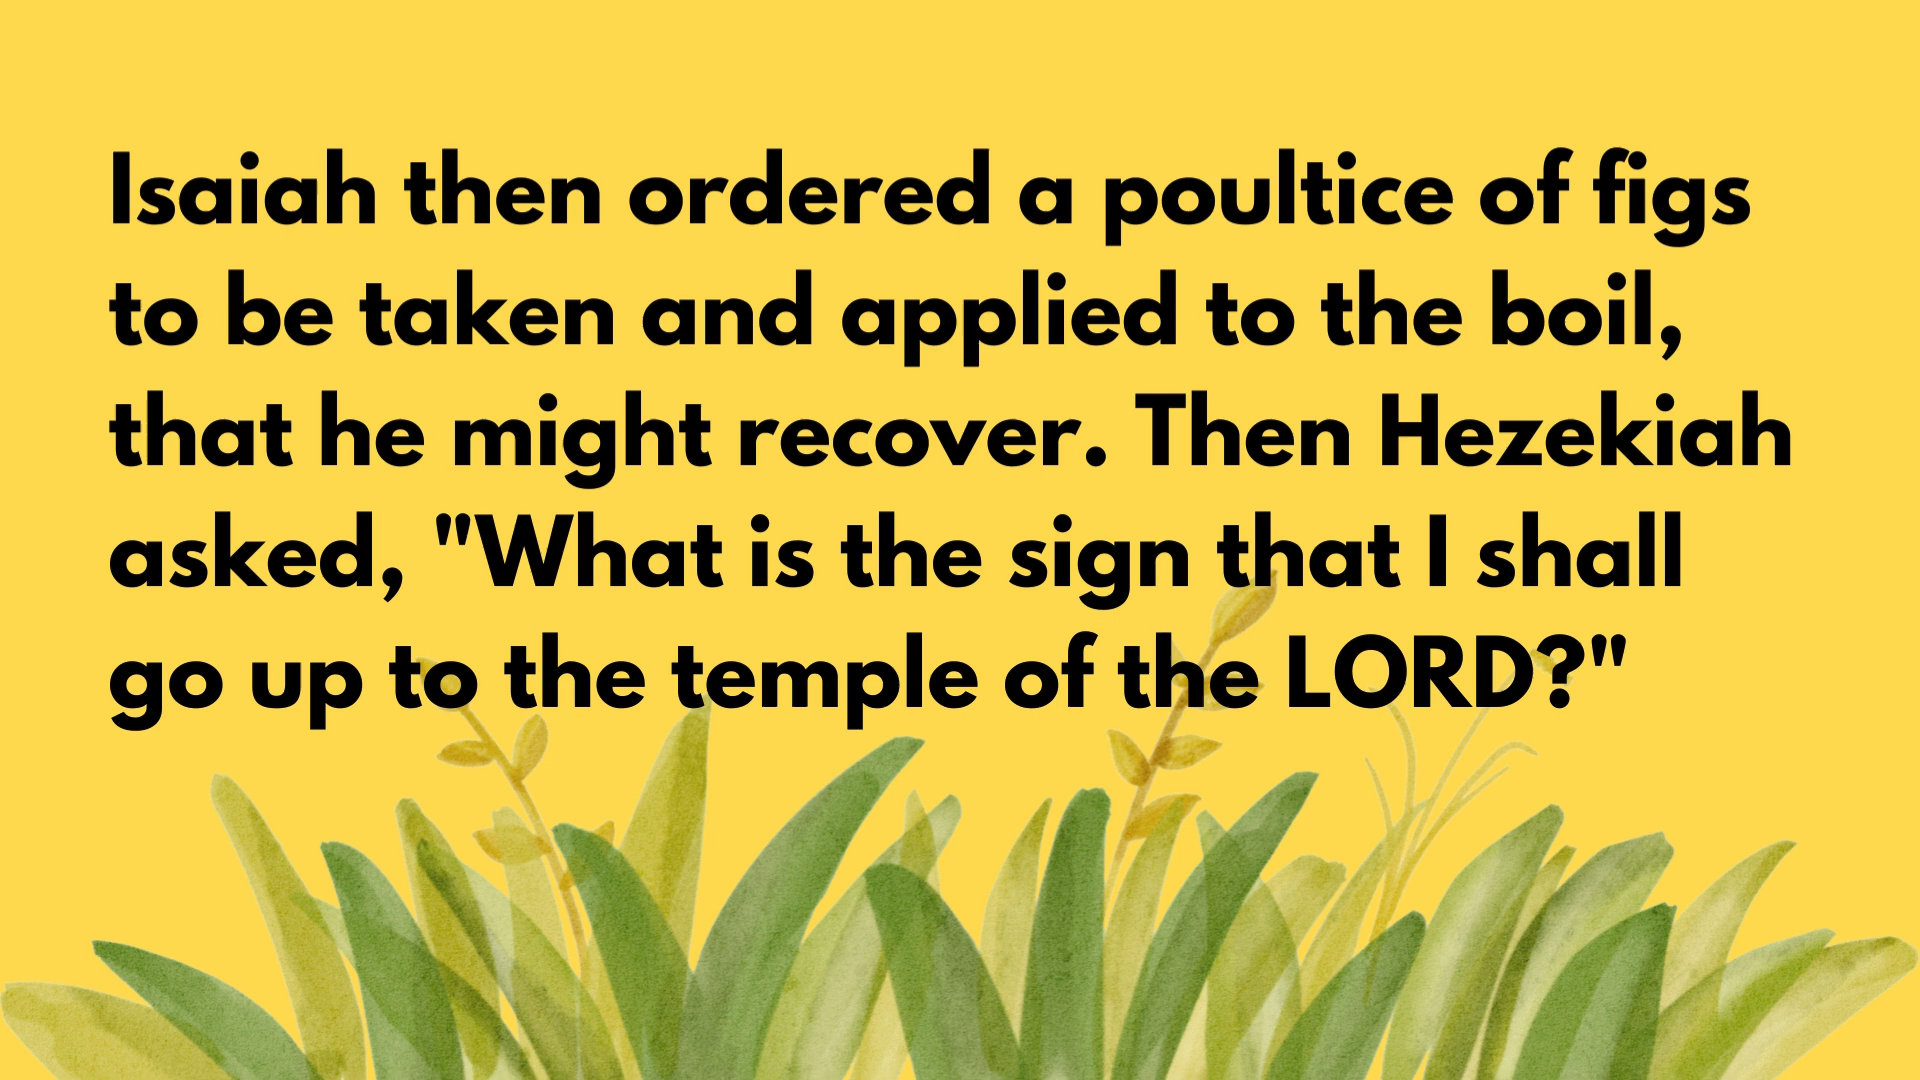 Isaiah then ordered a poultice of figs
to be taken and applied to the boil,
that he might recover. Then Hezekiah
asked, "What is the sign that I shall
go up to the temple of the LORD?"